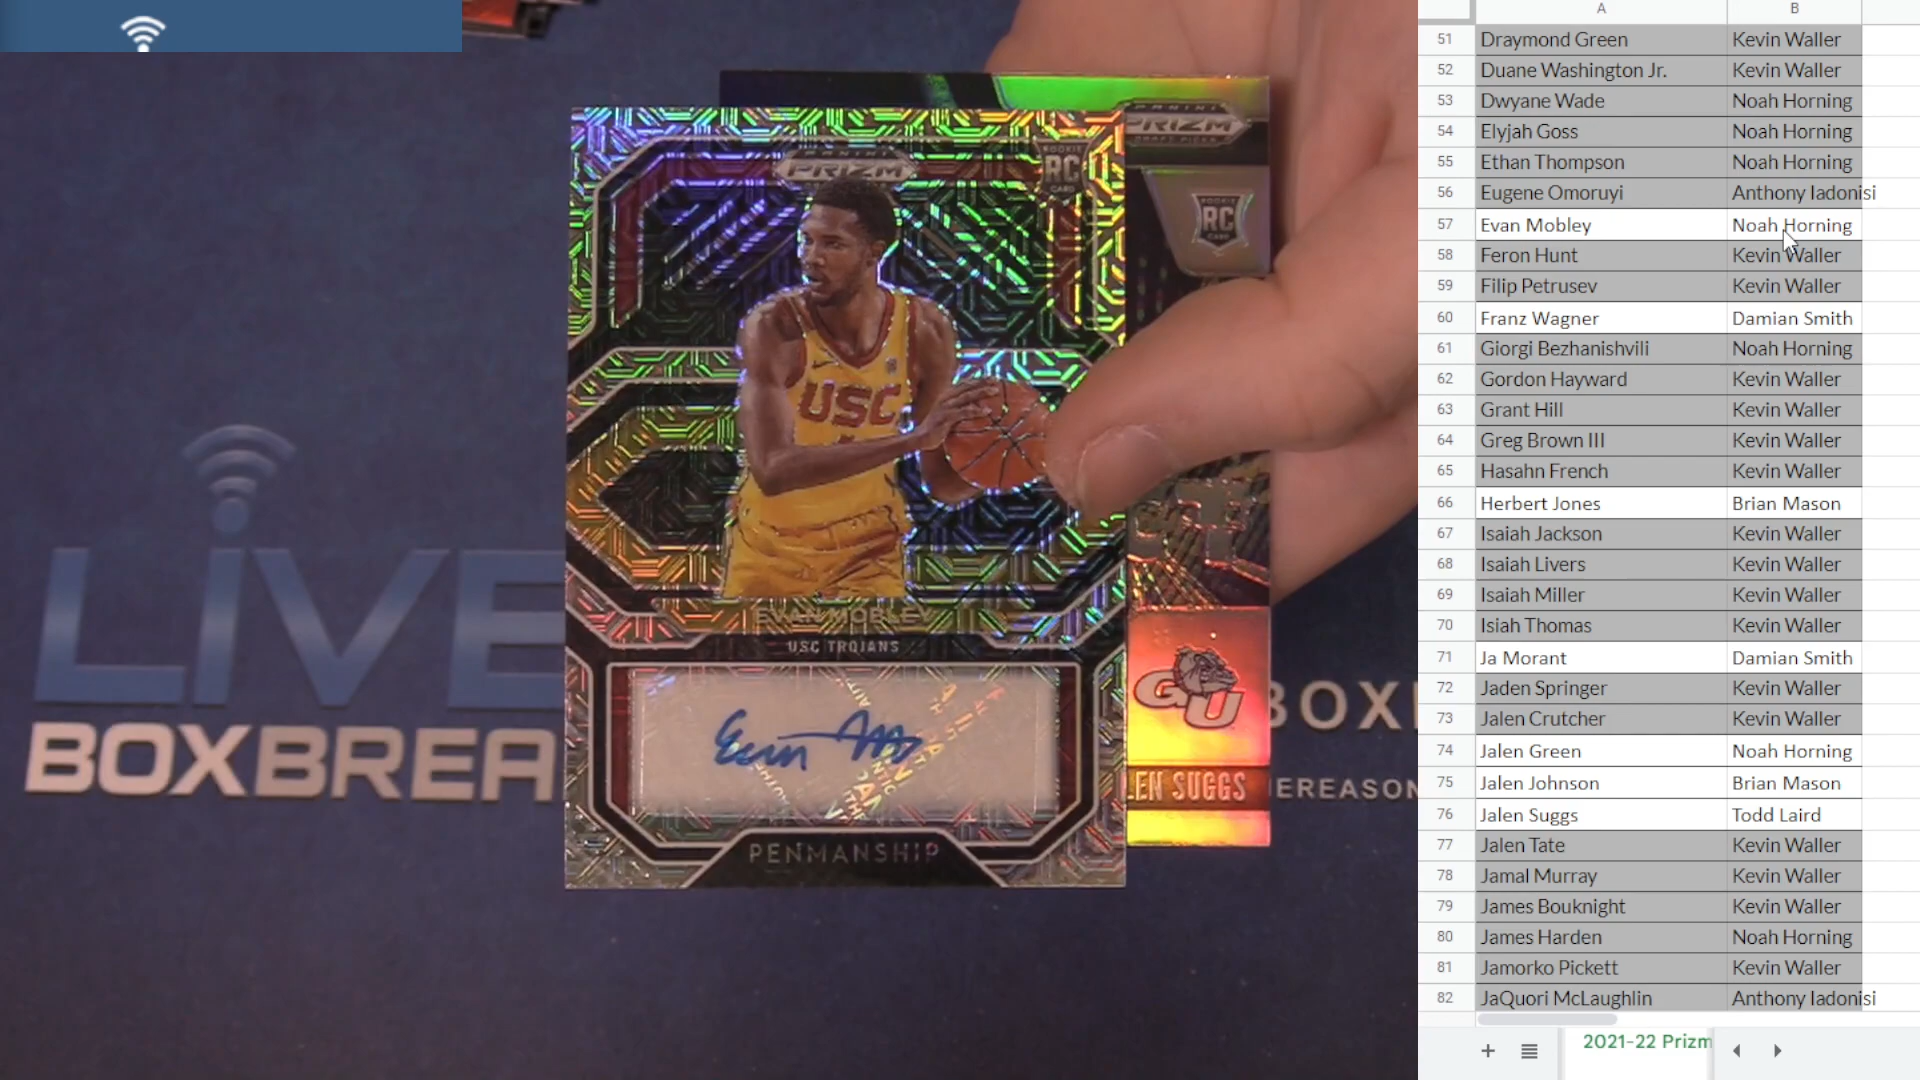 PANINI
PRIZM
ROOKIE
RC
CARD
USC
EVAN MOBLEY
USC TROJANS
PENMANSHIP
PRIZM
DRAFT PICKS
ROOKIE
RC
CARD
GU
LEN SUGGS
LIVE
BOXBREA
BOX
EREASON
A B
51 Draymond Green Kevin Waller
52 Duane Washington Jr. Kevin Waller
53 Dwyane Wade Noah Horning
54 Elyjah Goss Noah Horning
55 Ethan Thompson Noah Horning
56 Eugene Omoruyi Anthony Iadonisi
57 Evan Mobley Noah Horning
58 Feron Hunt Kevin Waller
59 Filip Petrusev Kevin Waller
60 Franz Wagner Damian Smith
61 Giorgi Bezhanishvili Noah Horning
62 Gordon Hayward Kevin Waller
63 Grant Hill Kevin Waller
64 Greg Brown III Kevin Waller
65 Hasahn French Kevin Waller
66 Herbert Jones Brian Mason
67 Isaiah Jackson Kevin Waller
68 Isaiah Livers Kevin Waller
69 Isaiah Miller Kevin Waller
70 Isiah Thomas Kevin Waller
71 Ja Morant Damian Smith
72 Jaden Springer Kevin Waller
73 Jalen Crutcher Kevin Waller
74 Jalen Green Noah Horning
75 Jalen Johnson Brian Mason
76 Jalen Suggs Todd Laird
77 Jalen Tate Kevin Waller
78 Jamal Murray Kevin Waller
79 James Bouknight Kevin Waller
80 James Harden Noah Horning
81 Jamorko Pickett Kevin Waller
82 JaQuori McLaughlin Anthony Iadonisi
2021-22 Prizm